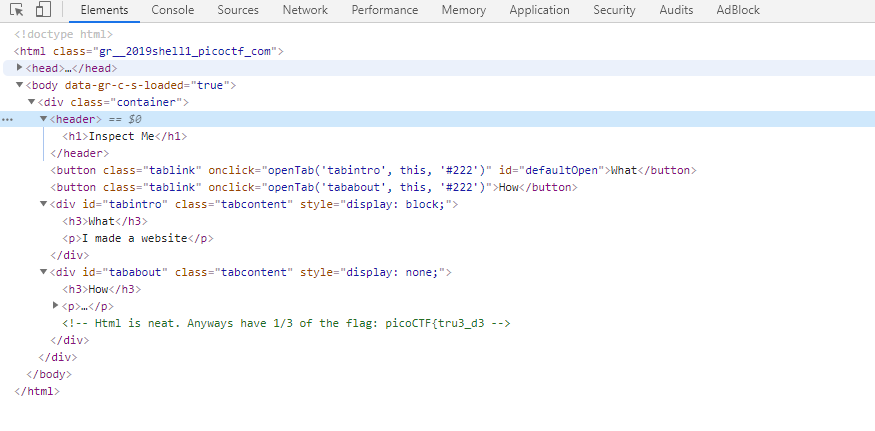 Elements Console Sources Network Performance Memory Application Security Audits AdBlock
<!doctype html>
<html class="gr__2019shell1_picoctf_com">
<head>…</head>
<body data-gr-c-s-loaded="true">
<div class="container">
<header> == $0
<h1>Inspect Me</h1>
</header>
<button class="tablink" onclick="openTab('tabintro', this, '#222')" id="defaultOpen">What</button>
<button class="tablink" onclick="openTab('tababout', this, '#222')">How</button>
<div id="tabintro" class="tabcontent" style="display: block;">
<h3>What</h3>
<p>I made a website</p>
</div>
<div id="tababout" class="tabcontent" style="display: none;">
<h3>How</h3>
<p>…</p>
<!-- Html is neat. Anyways have 1/3 of the flag: picoCTF{tru3_d3 -->
</div>
</div>
</body>
</html>